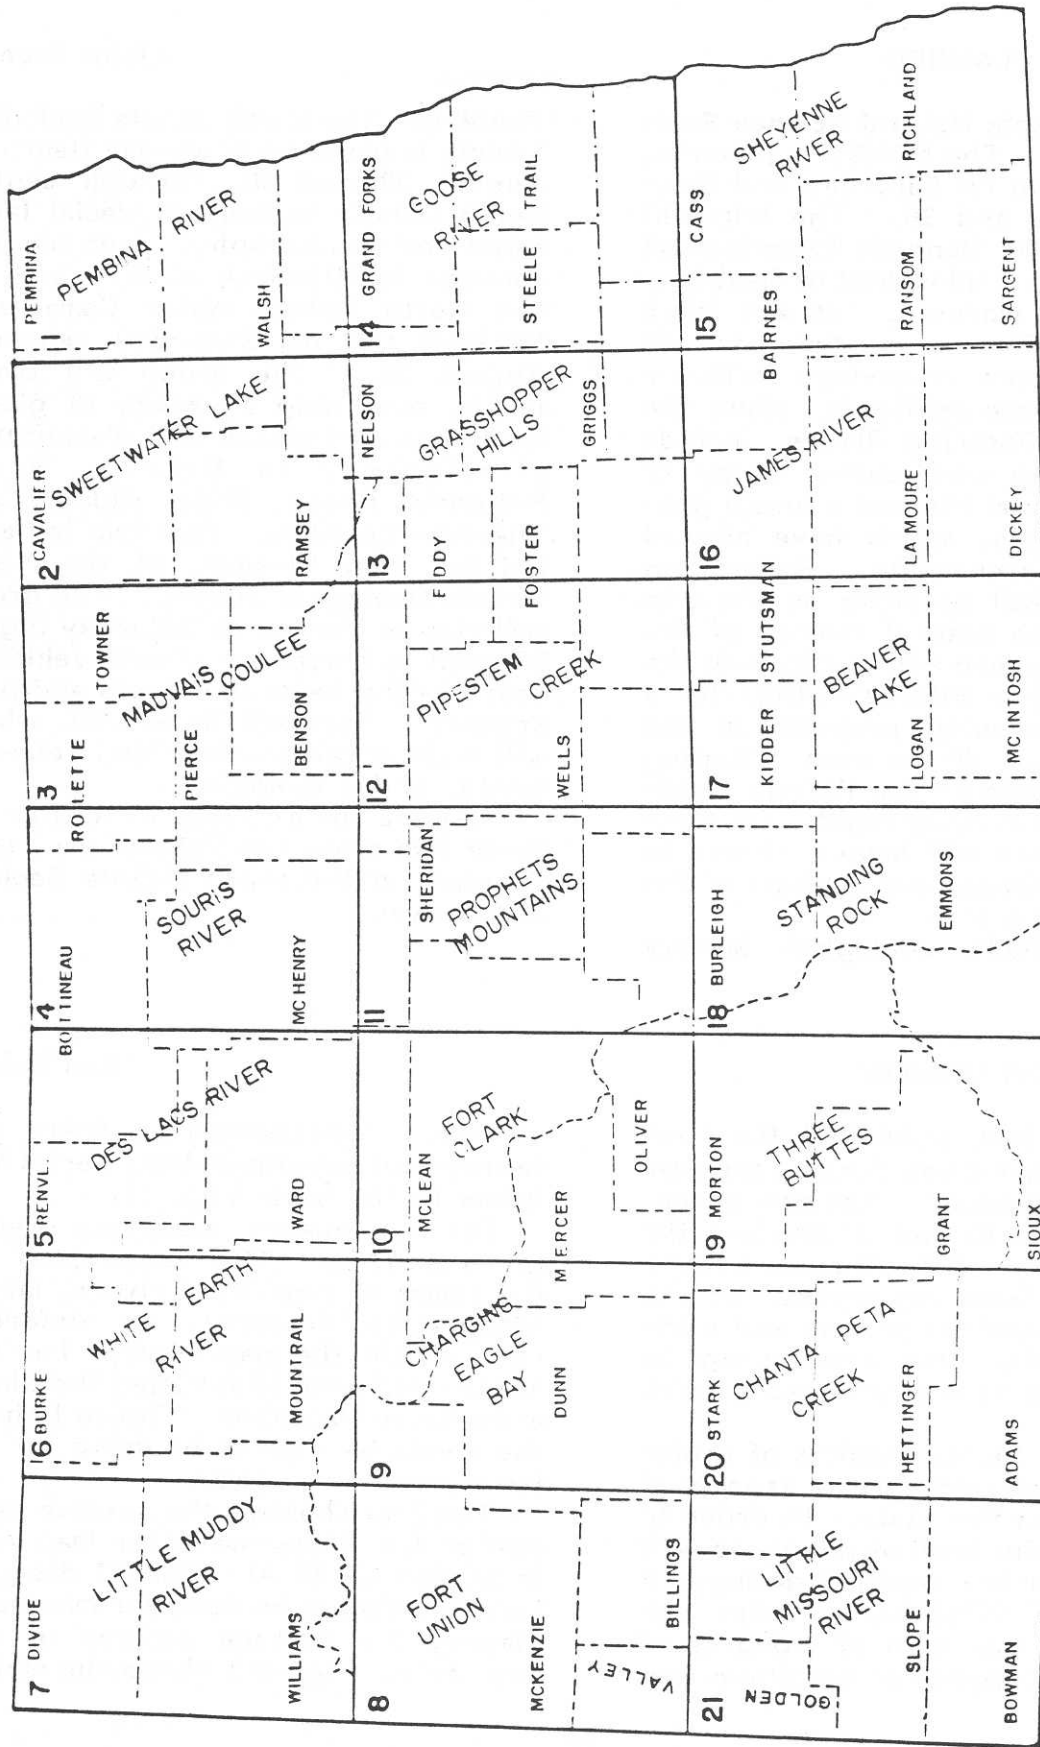 7
DIVIDE
LITTLE MUDDY
RIVER
WILLIAMS
6
BURKE
WHITE EARTH
RIVER
MOUNTRAIL
5
RENVL.
DES LACS RIVER
WARD
4
BOTTINEAU
SOURIS
RIVER
MC HENRY
3
ROLETTE
TOWNER
MAUVAIS COULEE
PIERCE
BENSON
2
CAVALIER
SWEETWATER LAKE
RAMSEY
1
PEMBINA
PEMBINA RIVER
WALSH
8
FORT
UNION
MCKENZIE
BILLINGS
VALLEY
9
CHARGING
EAGLE
BAY
DUNN
10
MCLEAN
FORT
CLARK
MERCER
OLIVER
11
SHERIDAN
PROPHETS
MOUNTAINS
12
PIPESTEM
CREEK
WELLS
13
EDDY
FOSTER
NELSON
GRASSHOPPER
HILLS
GRIGGS
14
GRAND FORKS
GOOSE
RIVER
STEELE
TRAIL
21
GOLDEN
LITTLE
MISSOURI
RIVER
SLOPE
BOWMAN
20
STARK
CHANTA PETA
CREEK
HETTINGER
ADAMS
19
MORTON
THREE
BUTTES
GRANT
SIOUX
18
BURLEIGH
STANDING
ROCK
EMMONS
17
KIDDER
STUTSMAN
BEAVER
LAKE
LOGAN
MC INTOSH
16
JAMES RIVER
LA MOURE
DICKEY
BARNES
15
CASS
SHEYENNE
RIVER
RANSOM
RICHLAND
SARGENT